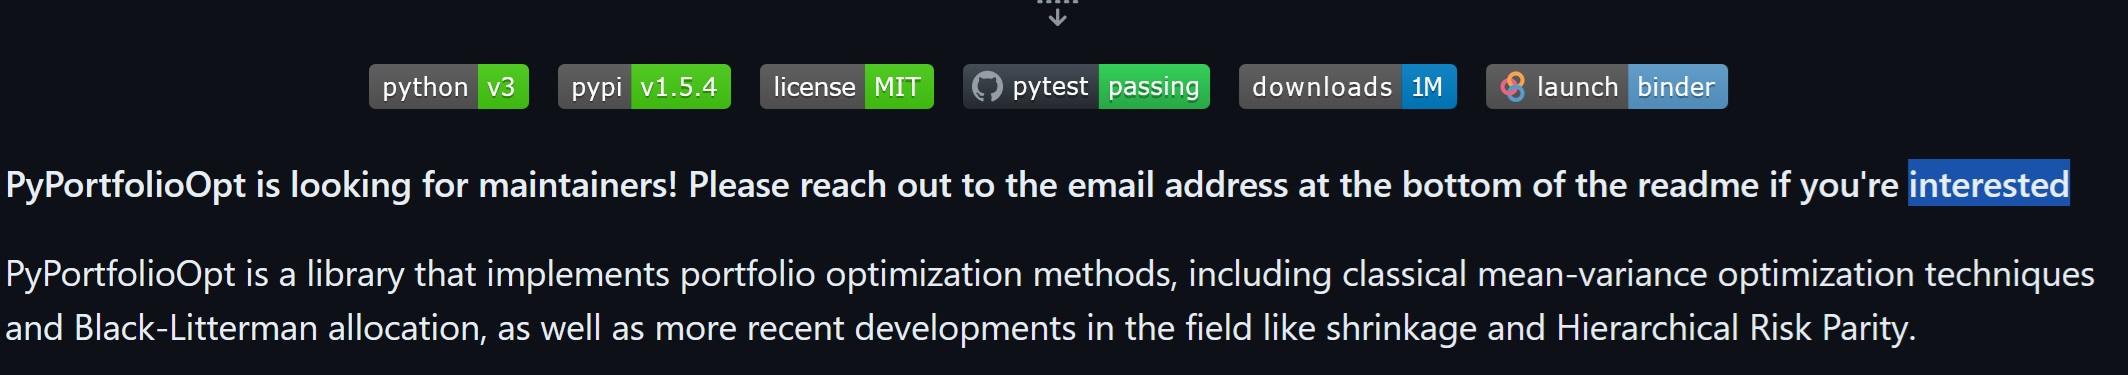 python v3 pypi v1.5.4 license MIT pytest passing downloads 1M launch binder
PyPortfolioOpt is looking for maintainers! Please reach out to the email address at the bottom of the readme if you're interested
PyPortfolioOpt is a library that implements portfolio optimization methods, including classical mean-variance optimization techniques
and Black-Litterman allocation, as well as more recent developments in the field like shrinkage and Hierarchical Risk Parity.